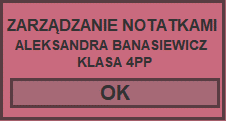 ZARZĄDZANIE NOTATKAMI
ALEKSANDRA BANASIEWICZ
KLASA 4PP
OK